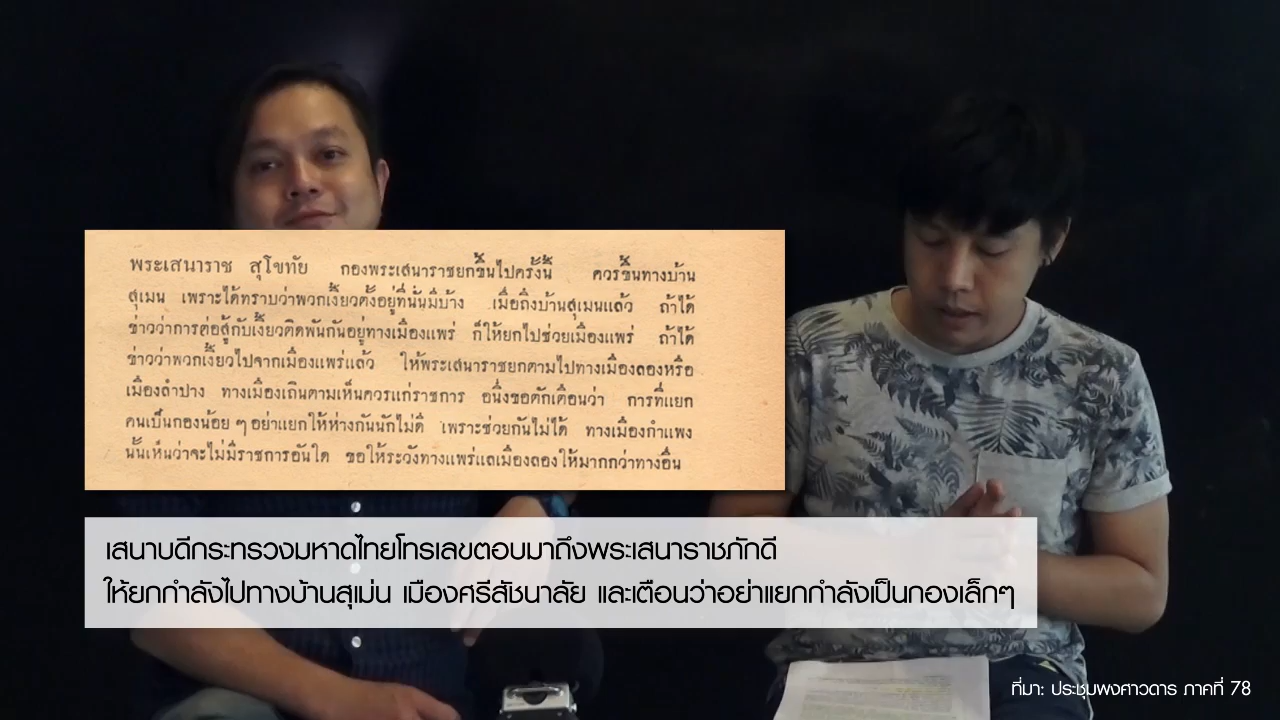 พระเสนาราช สุโขทัย กองพระเสนาราชยกขึ้นไปครั้งนี้ ควรขึ้นทางบ้าน
สุเมน เพราะได้ทราบว่าพวกเงี้ยวตั้งอยู่ที่นั่นมีบ้าง เมื่อถึงบ้านสุเมนแล้ว ถ้าได้
ข่าวว่าการต่อสู้กับเงี้ยวติดพันกันอยู่ทางเมืองแพร่ ก็ให้ยกไปช่วยเมืองแพร่ ถ้าได้
ข่าวว่าพวกเงี้ยวไปจากเมืองแพร่แล้ว ให้พระเสนาราชยกตามไปทางเมืองลองหรือ
เมืองลำปาง ทางเมืองเถินตามเห็นควรแก่ราชการ อนึ่งขอตักเตือนว่า การที่แยก
คนเป็นกองน้อย ๆ อย่าแยกให้ห่างกันนักไม่ดี เพราะช่วยกันไม่ได้ ทางเมืองกำแพง
นั้นเห็นว่าจะไม่มีราชการอันใด ขอให้ระวังทางแพร่แลเมืองลองให้มากกว่าทางอื่น
เสนาบดีกระทรวงมหาดไทยโทรเลขตอบมาถึงพระเสนาราชภักดี
ให้ยกกำลังไปทางบ้านสุเม่น เมืองศรีสัชนาลัย และเตือนว่าอย่าแยกกำลังเป็นกองเล็กๆ
ที่มา: ประชุมพงศาวดาร ภาคที่ 78